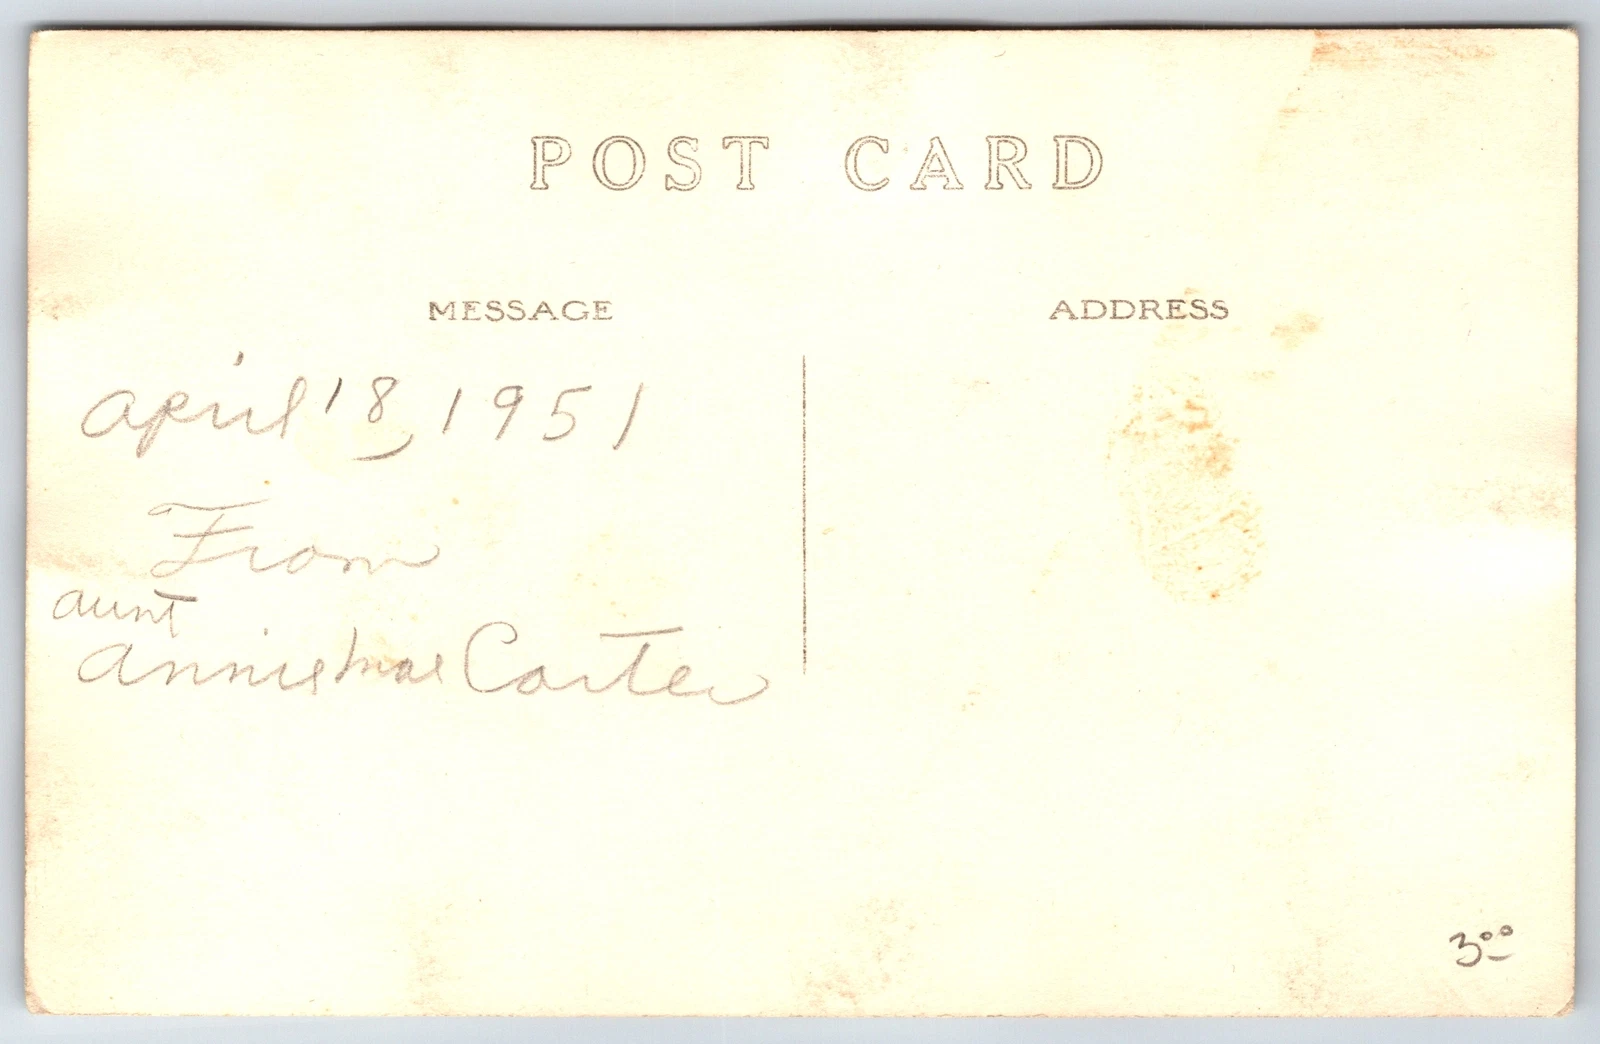 POST CARD
MESSAGE
ADDRESS
april 18, 1951
From
aunt
anniemae Carter
3.00